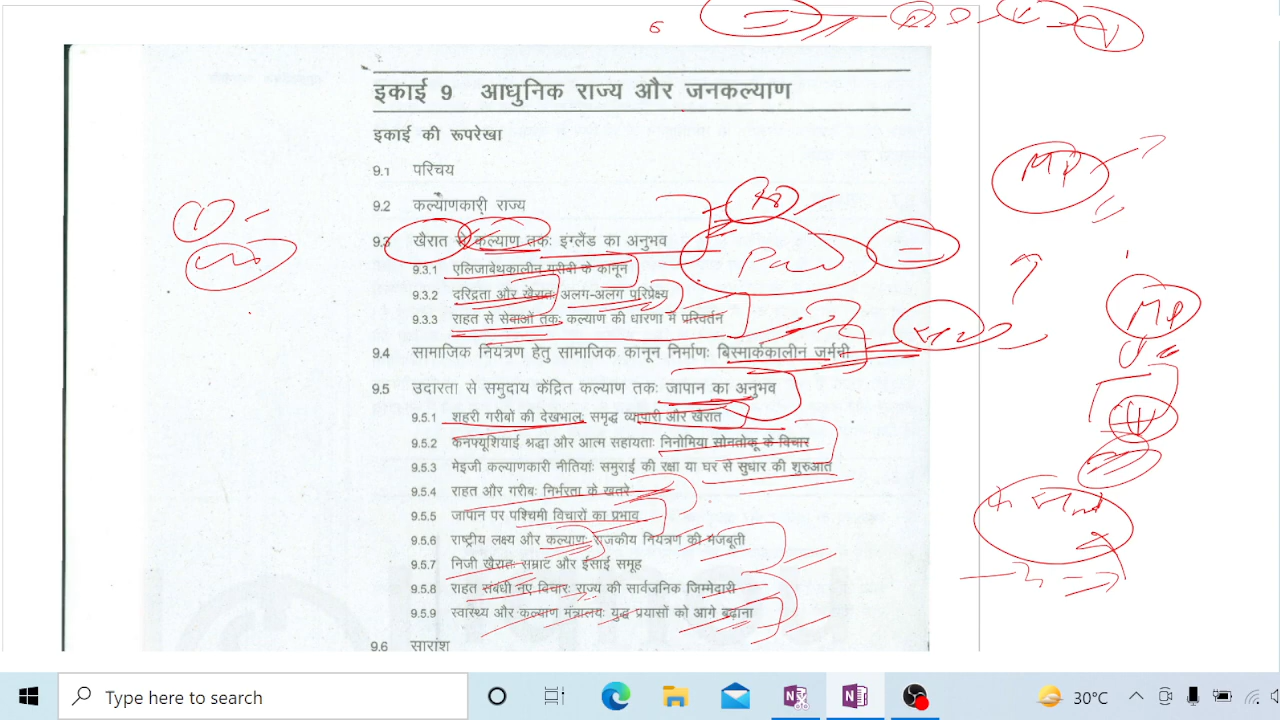 इकाई 9 आधुनिक राज्य और जनकल्याण
इकाई की रूपरेखा
9.1 परिचय
9.2 कल्याणकारी राज्य
9.3 खैरात से कल्याण तकः इंग्लैंड का अनुभव
9.3.1 एलिजाबेथकालीन गरीबी के कानून
9.3.2 दरिद्रता और खैरातः अलग-अलग परिप्रेक्ष्य
9.3.3 राहत से सेवाओं तकः कल्याण की धारणा में परिवर्तन
9.4 सामाजिक नियंत्रण हेतु सामाजिक कानून निर्माणः बिस्मार्ककालीन जर्मनी
9.5 उदारता से समुदाय केंद्रित कल्याण तकः जापान का अनुभव
9.5.1 शहरी गरीबों की देखभालः समृद्ध व्यापारी और खैरात
9.5.2 कनफ्यूशियाई श्रद्धा और आत्म सहायताः निनोमिया सोनतोकू के विचार
9.5.3 मेइजी कल्याणकारी नीतियांः समुराई की रक्षा या घर से सुधार की शुरुआत
9.5.4 राहत और गरीबः निर्भरता के खतरे
9.5.5 जापान पर पश्चिमी विचारों का प्रभाव
9.5.6 राष्ट्रीय लक्ष्य और कल्याणः राजकीय नियंत्रण की मजबूती
9.5.7 निजी खैरातः सम्राट और ईसाई समूह
9.5.8 राहत संबंधी नए विचारः राज्य की सार्वजनिक जिम्मेदारी
9.5.9 स्वास्थ्य और कल्याण मंत्रालयः युद्ध प्रयासों को आगे बढ़ाना
9.6 सारांश
MP
MP
Type here to search
30°C